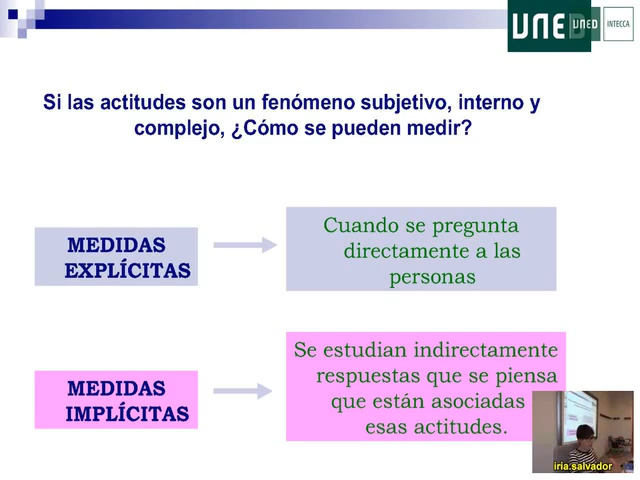 UNED
UNED
INTECCA
Si las actitudes son un fenómeno subjetivo, interno y
complejo, ¿Cómo se pueden medir?
MEDIDAS
EXPLÍCITAS
Cuando se pregunta
directamente a las
personas
MEDIDAS
IMPLÍCITAS
Se estudian indirectamente
respuestas que se piensa
que están asociadas
esas actitudes.
iria.salvador